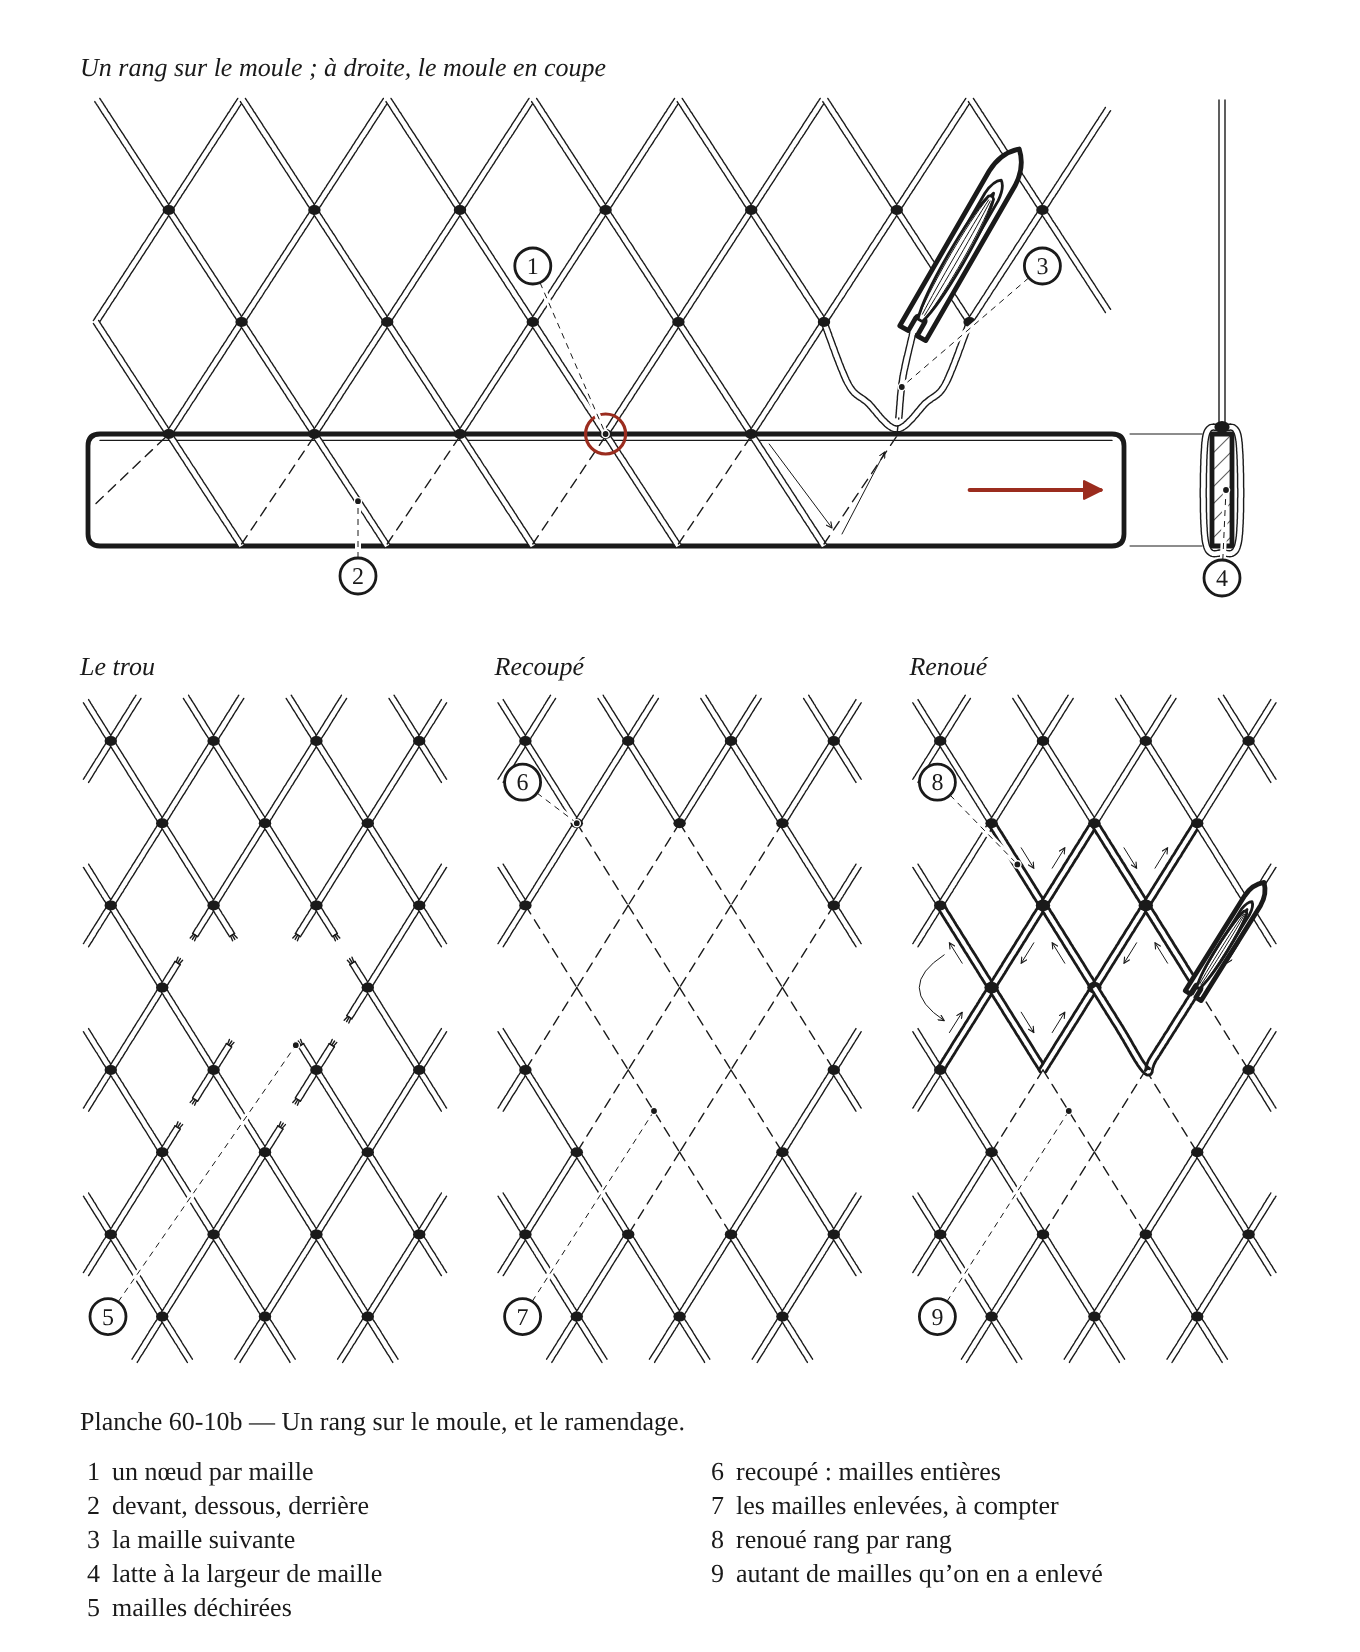 Un rang sur le moule ; à droite, le moule en coupe
1
3
2
4
Le trou
Recoupé
Renoué
6
8
5
7
9
Planche 60-10b — Un rang sur le moule, et le ramendage.
1 un nœud par maille
2 devant, dessous, derrière
3 la maille suivante
4 latte à la largeur de maille
5 mailles déchirées
6 recoupé : mailles entières
7 les mailles enlevées, à compter
8 renoué rang par rang
9 autant de mailles qu’on en a enlevé